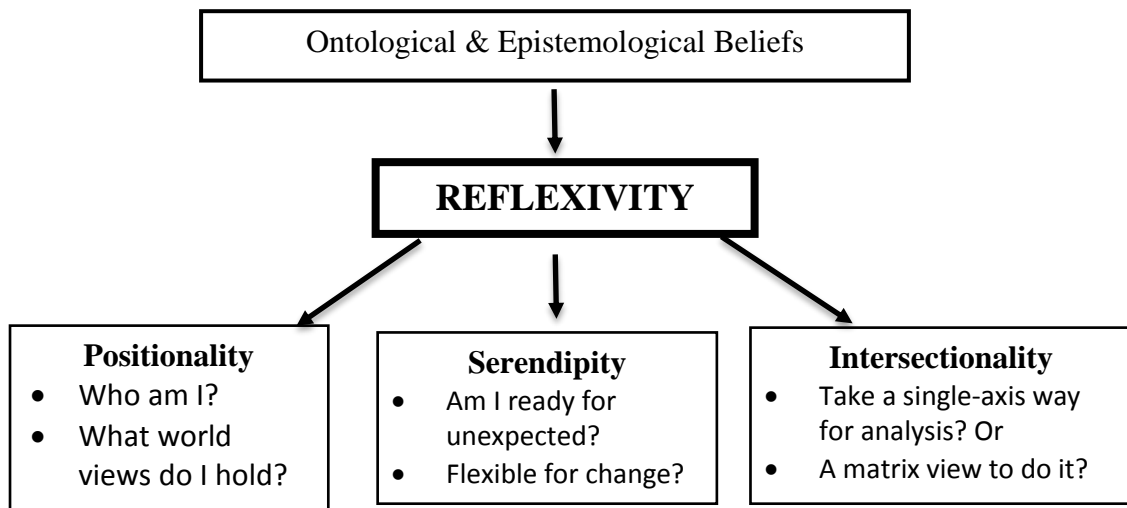 Ontological & Epistemological Beliefs
REFLEXIVITY
Positionality
• Who am I?
• What world
views do I hold?
Serendipity
• Am I ready for
unexpected?
• Flexible for change?
Intersectionality
• Take a single-axis way
for analysis? Or
• A matrix view to do it?